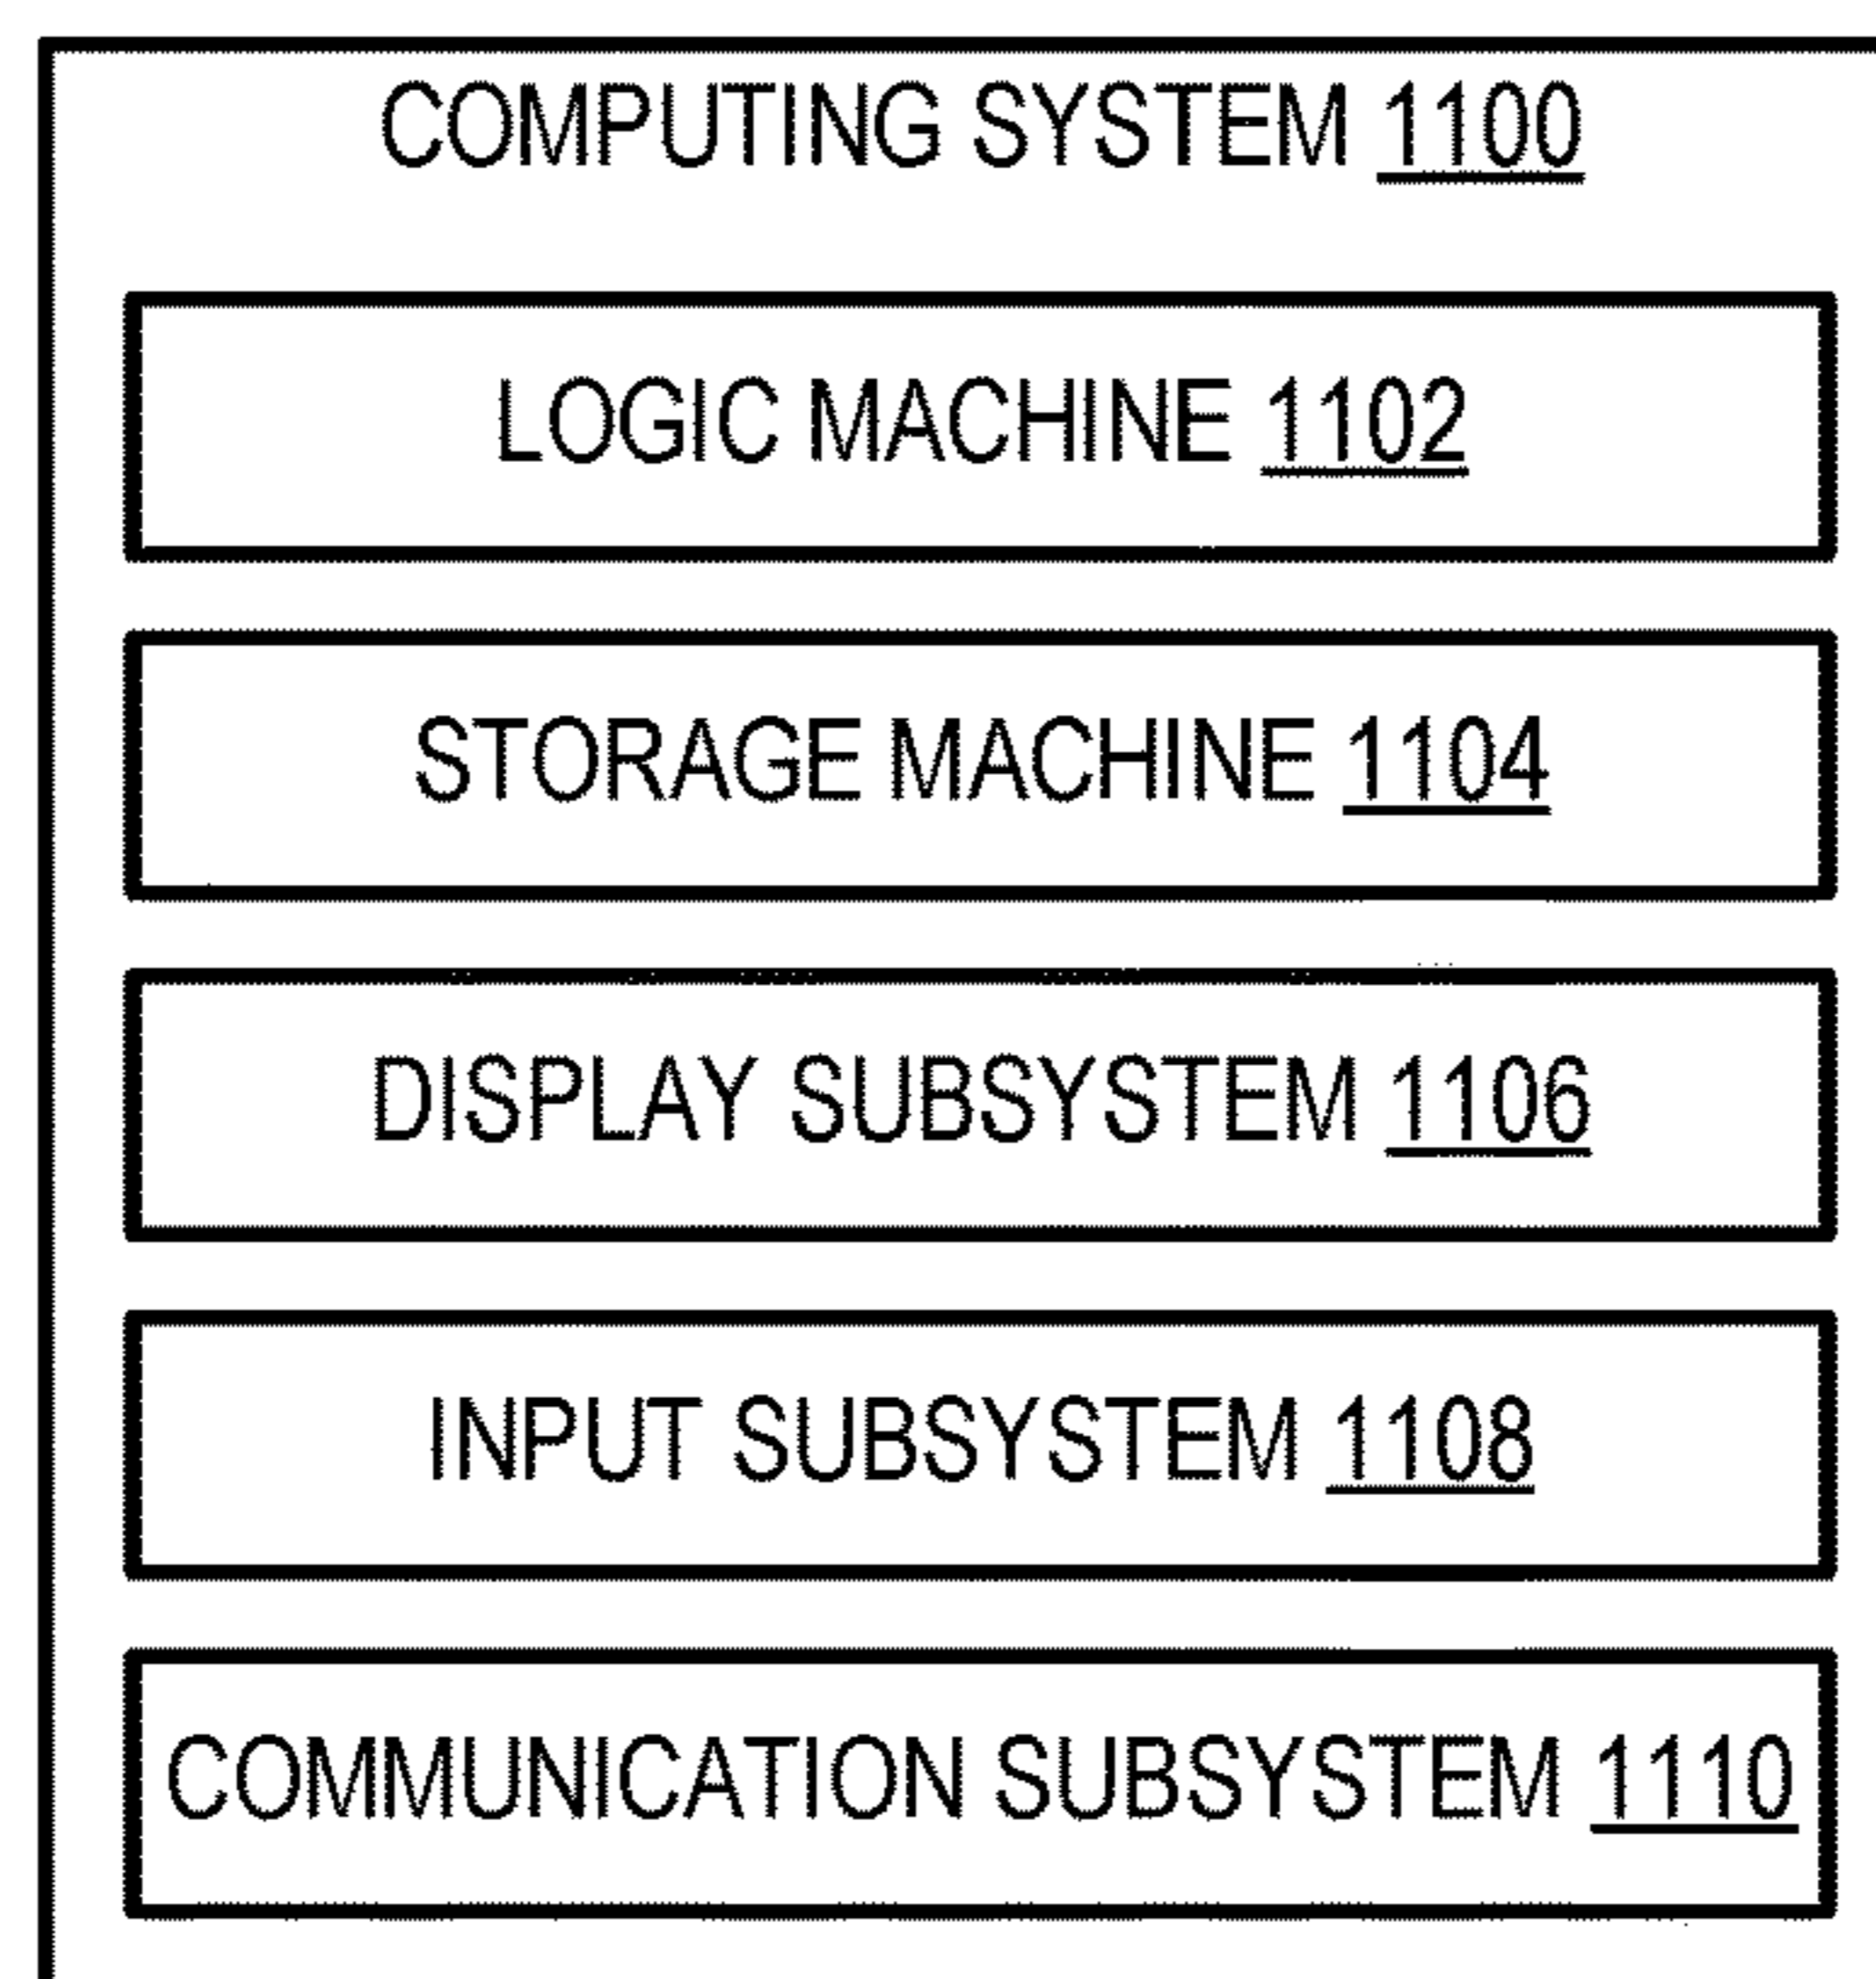 COMPUTING SYSTEM 1100
LOGIC MACHINE 1102
STORAGE MACHINE 1104
DISPLAY SUBSYSTEM 1106
INPUT SUBSYSTEM 1108
COMMUNICATION SUBSYSTEM 1110